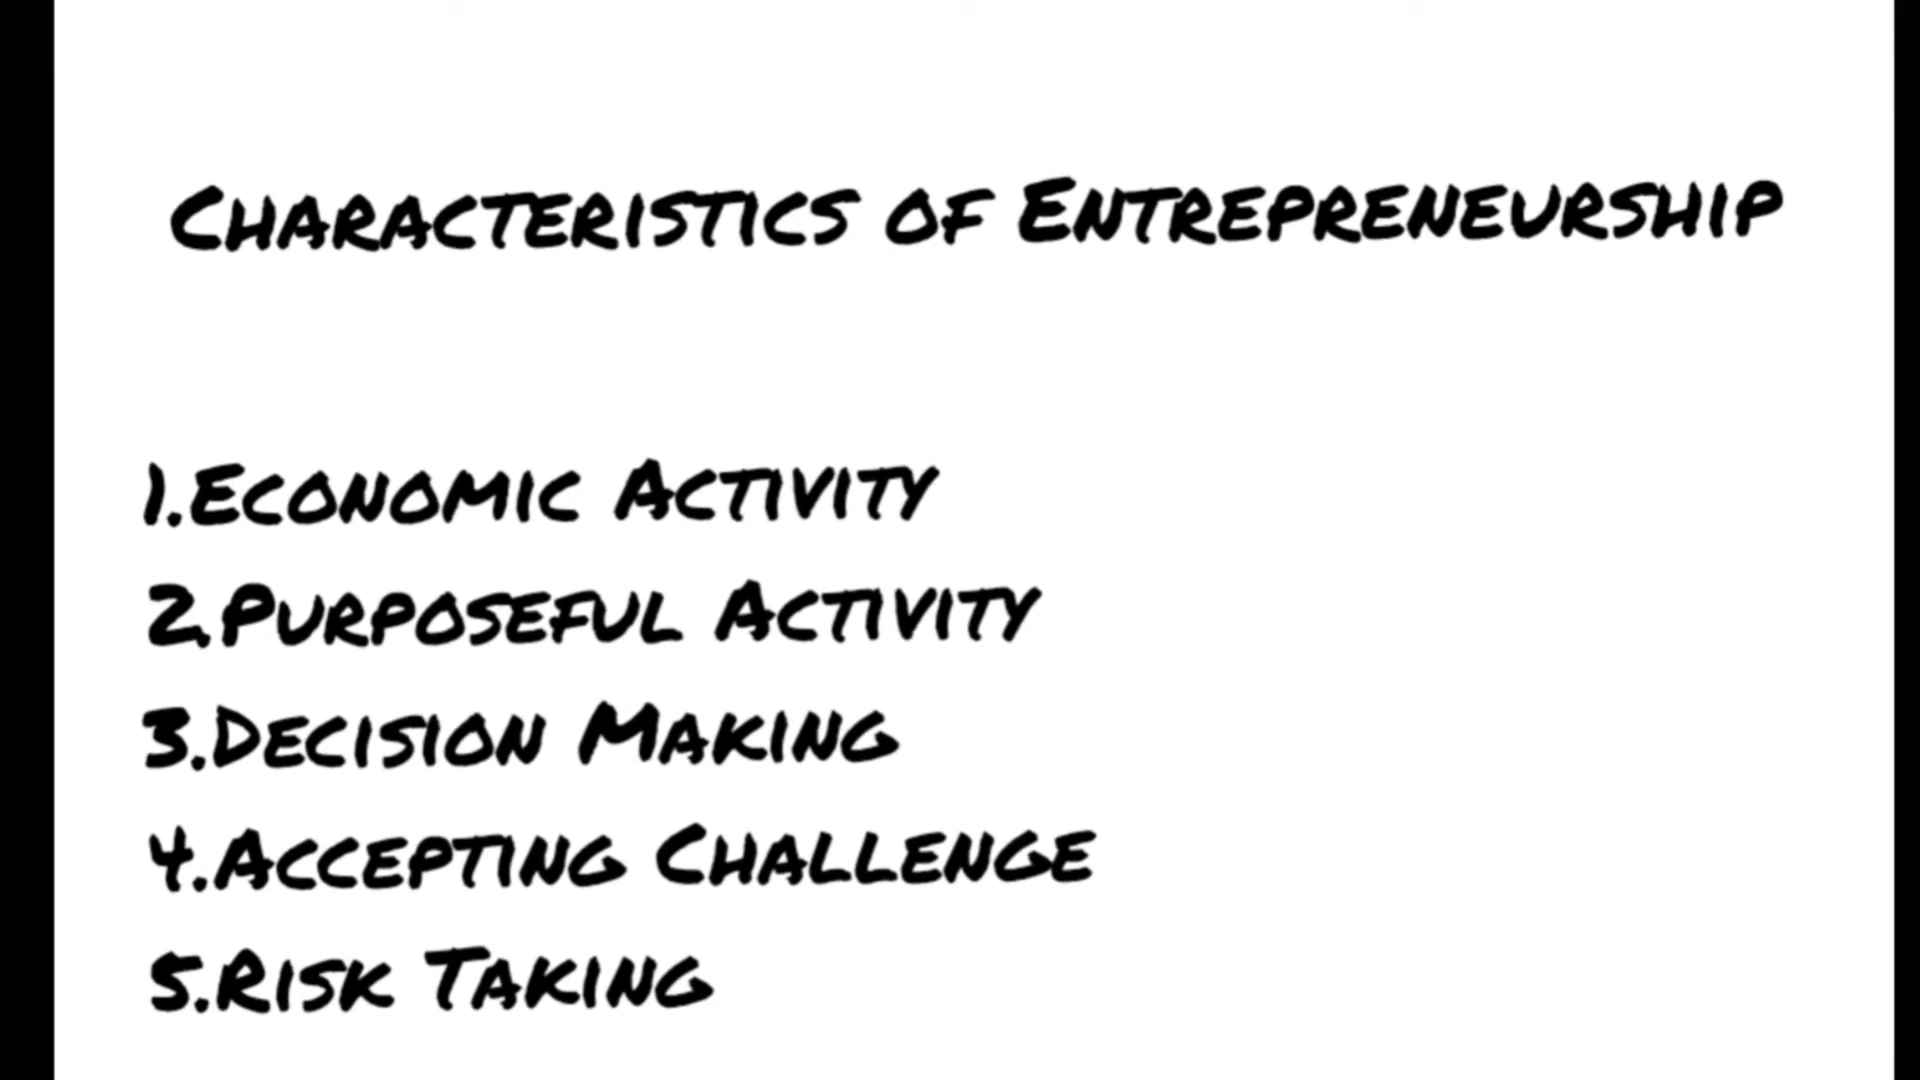 Characteristics of Entrepreneurship
1.Economic Activity
2.Purposeful Activity
3.Decision Making
4.Accepting Challenge
5.Risk Taking